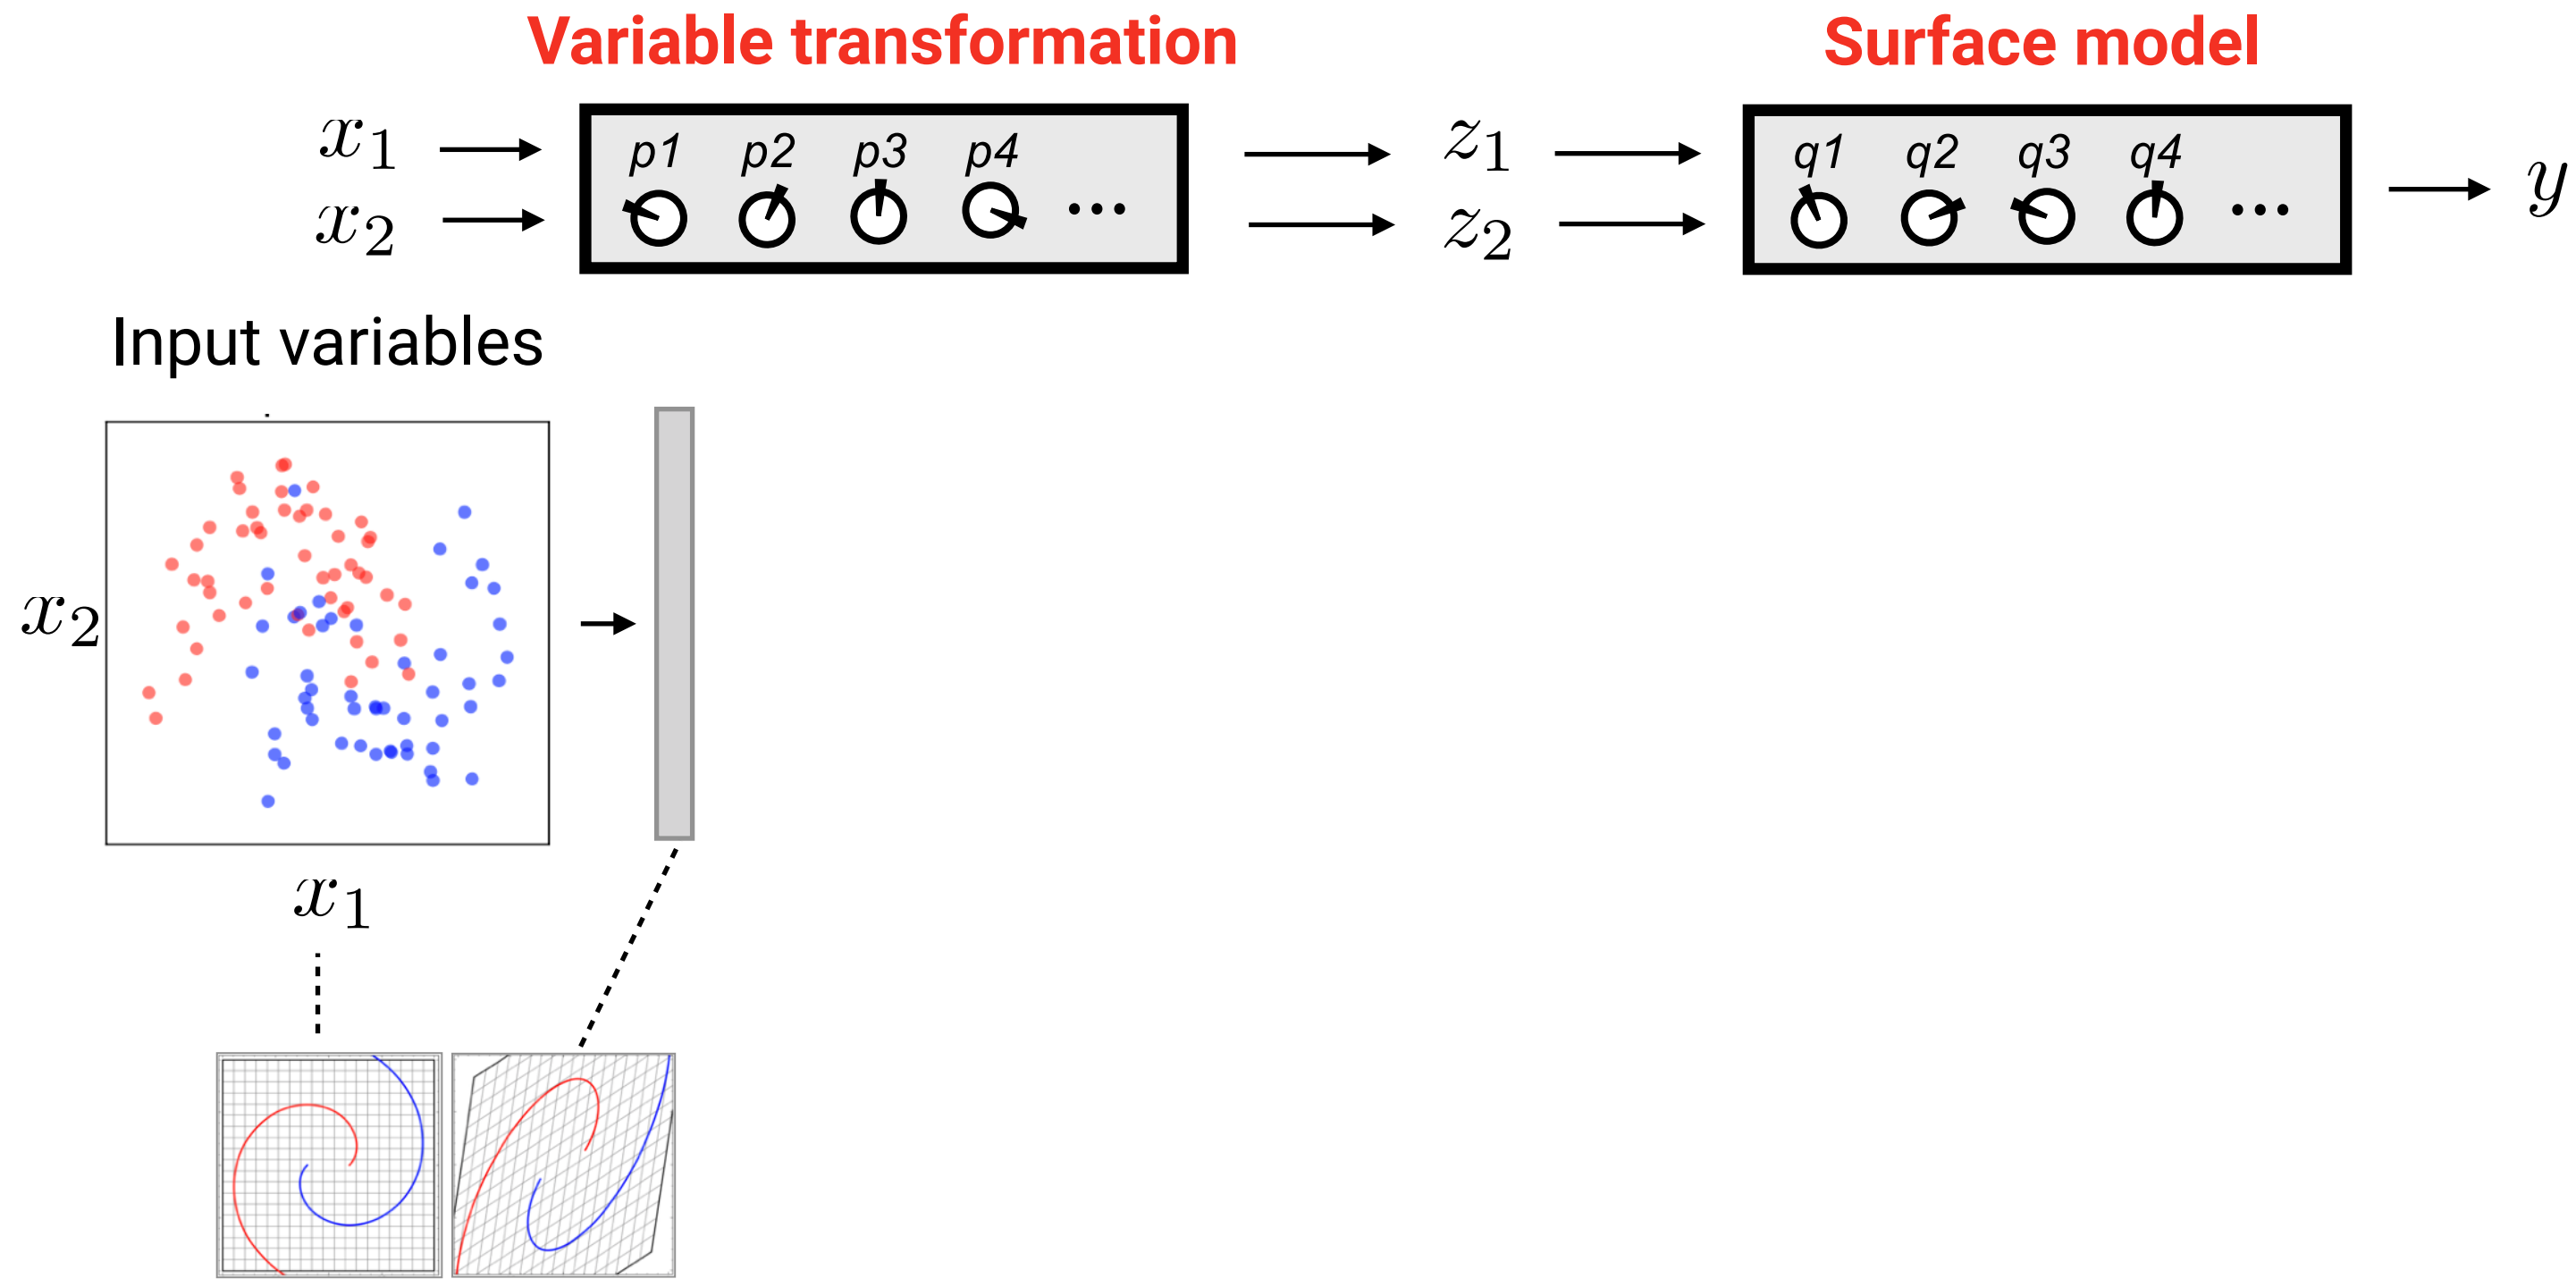 Variable transformation
Surface model
x₁
x₂
p1 p2 p3 p4 ...
z₁
z₂
q1 q2 q3 q4 ...
y
Input variables
x₂
x₁